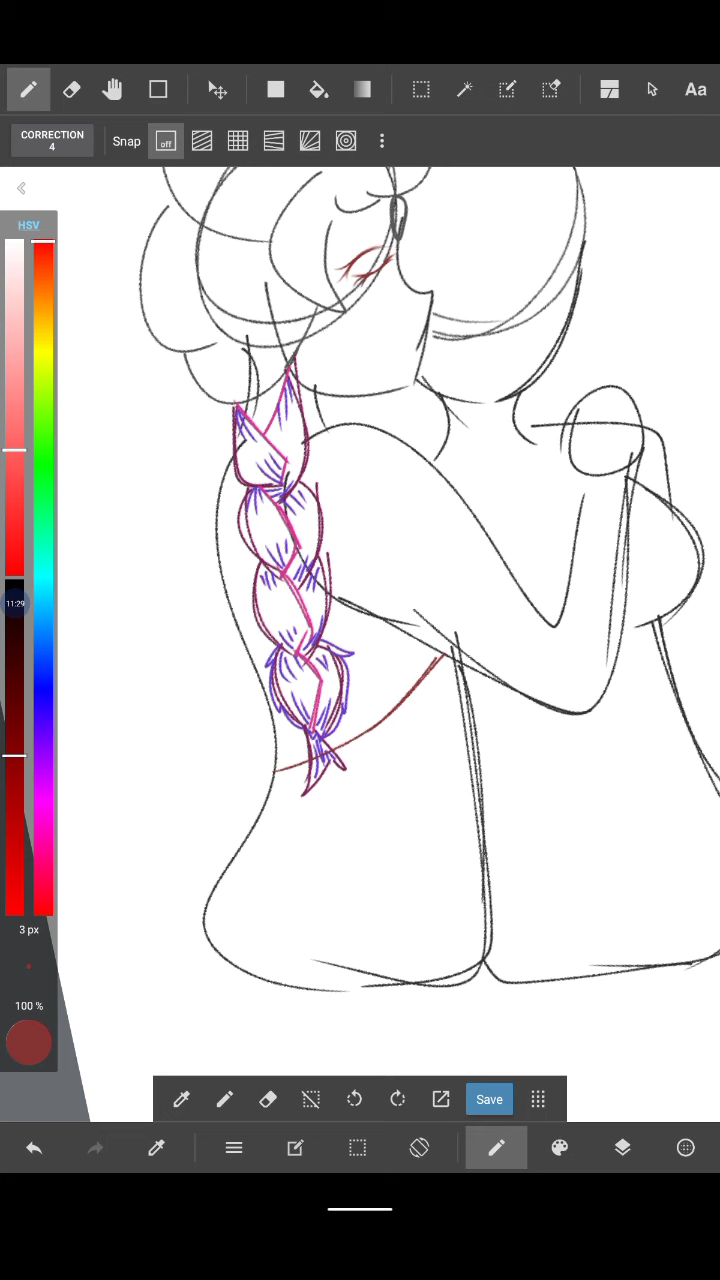 Aa
CORRECTION
4
Snap
off
HSV
11:29
3 px
100 %
Save